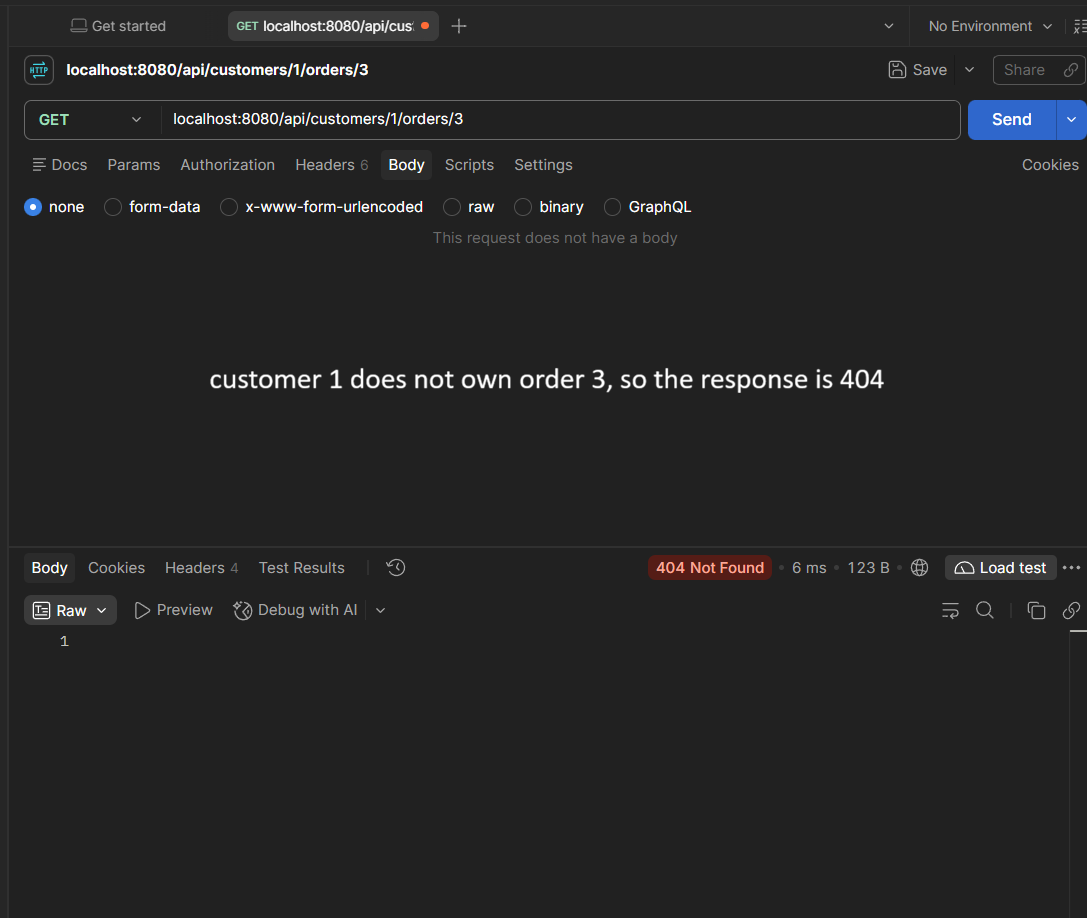 Get started GET localhost:8080/api/cus No Environment
HTTP localhost:8080/api/customers/1/orders/3 Save Share
GET localhost:8080/api/customers/1/orders/3 Send
Docs Params Authorization Headers 6 Body Scripts Settings Cookies
none form-data x-www-form-urlencoded raw binary GraphQL
This request does not have a body
customer 1 does not own order 3, so the response is 404
Body Cookies Headers 4 Test Results 404 Not Found • 6 ms • 123 B • Load test
Raw Preview Debug with AI
1